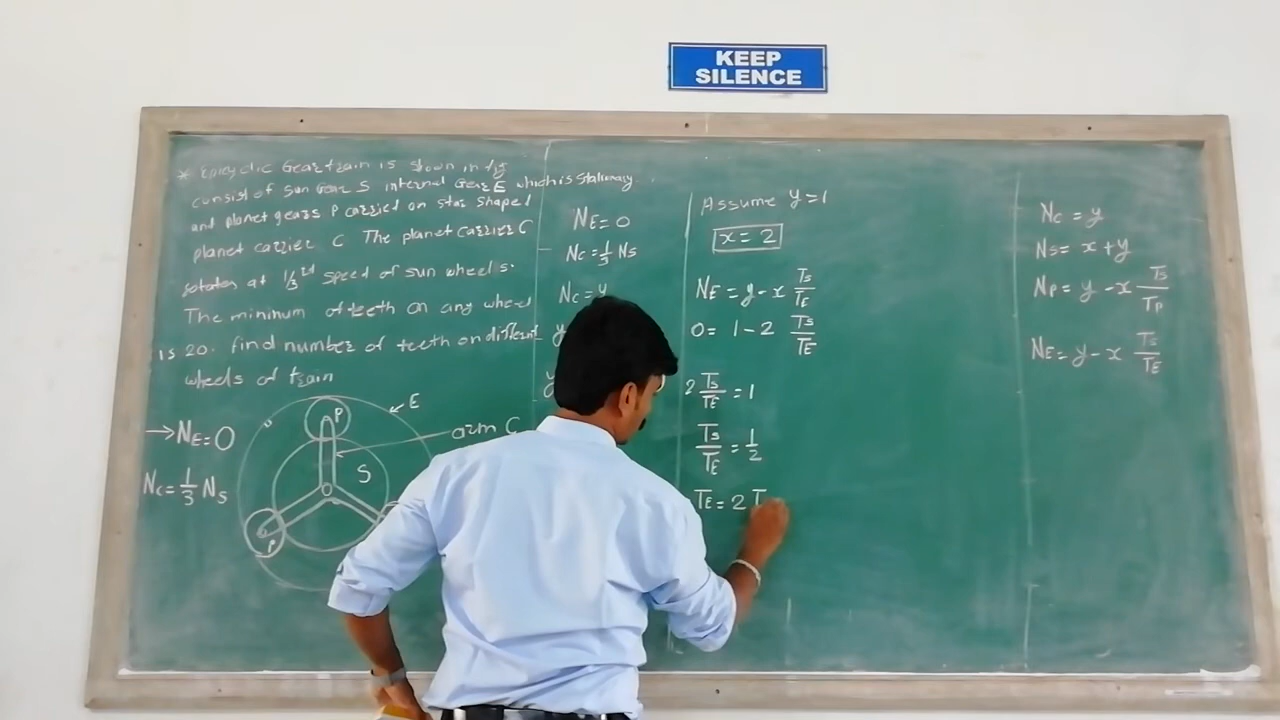 KEEP
SILENCE
* Epicyclic Gear train is shown in fig
consist of sun Gear S internal Gear E which is stationary
and planet gears P carried on star shaped
planet carrier C The planet carrier C
rotates at 1/3rd speed of sun wheel S.
The mininum of teeth on any wheel
is 20. find number of teeth on different
wheels of train
→ NE = 0
NC = 1/3 NS
P
E
arm C
S
P
NE = 0
NC = 1/3 NS
NC = y
y
y
Assume y = 1
x = 2
NE = y - x TS/TE
0 = 1 - 2 TS/TE
2 TS/TE = 1
TS/TE = 1/2
TE = 2 T
NC = y
NS = x + y
NP = y - x TS/TP
NE = y - x TS/TE